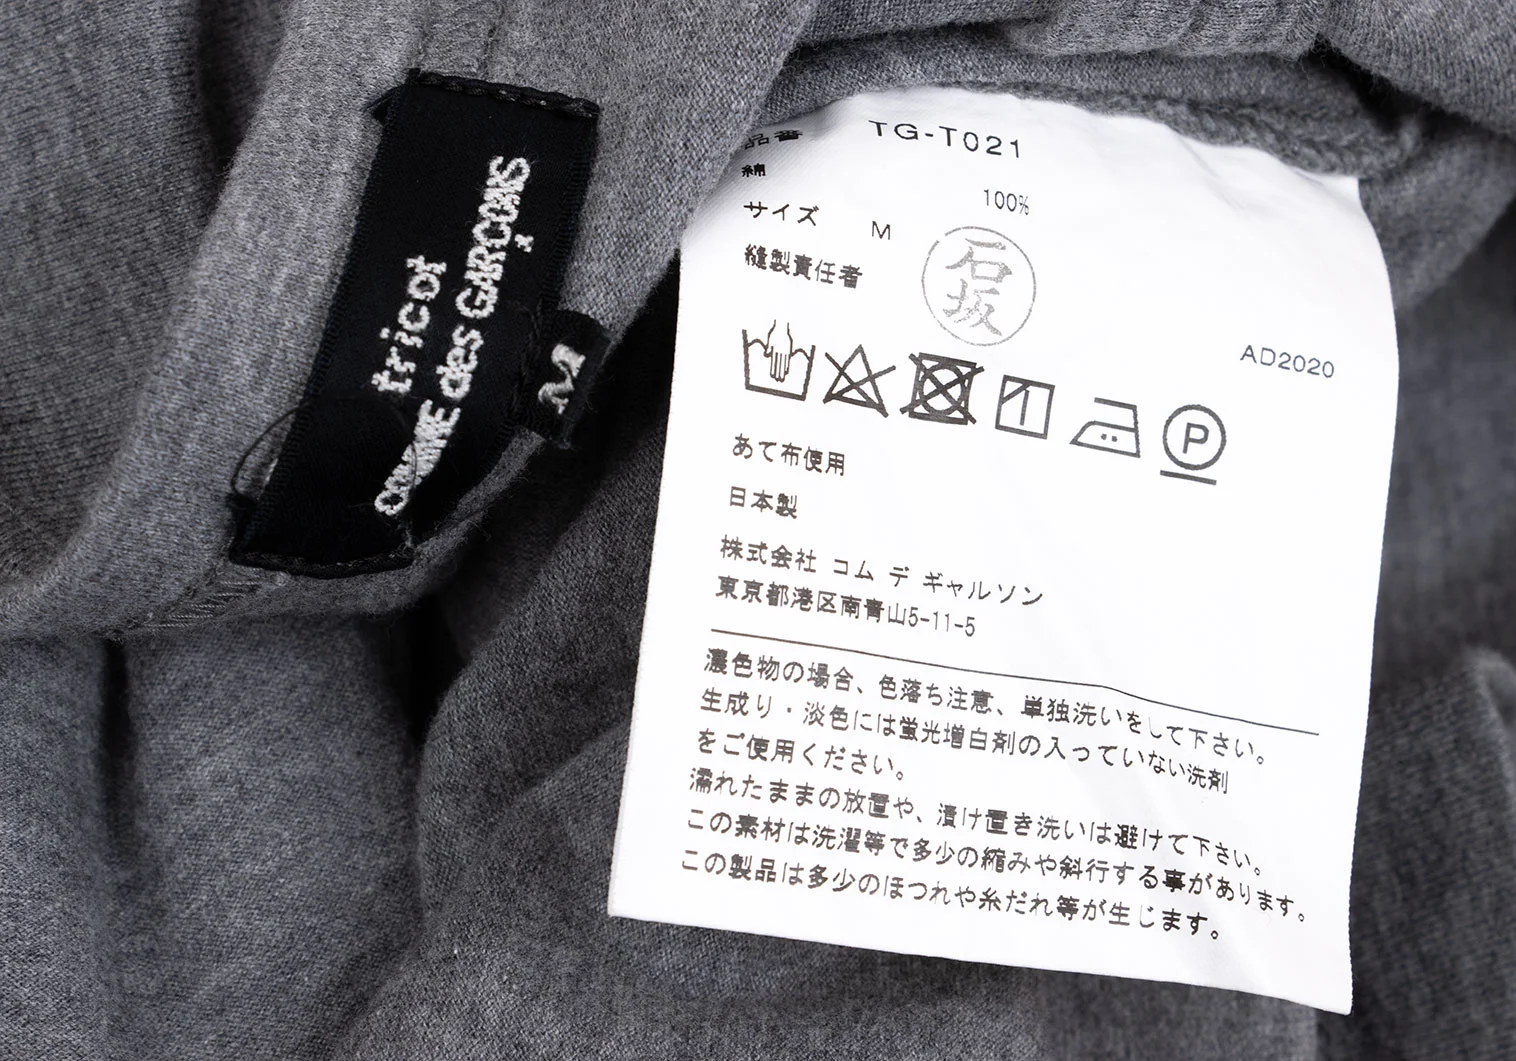 tricot
COMME des GARÇONS
M
品番 TG-T021
綿 100%
サイズ M
縫製責任者 石坂
AD2020
P
あて布使用
日本製
株式会社 コム デ ギャルソン
東京都港区南青山5-11-5
濃色物の場合、色落ち注意、単独洗いをして下さい。
生成り・淡色には蛍光増白剤の入っていない洗剤
をご使用ください。
濡れたままの放置や、漬け置き洗いは避けて下さい。
この素材は洗濯等で多少の縮みや斜行する事があります。
この製品は多少のほつれや糸だれ等が生じます。